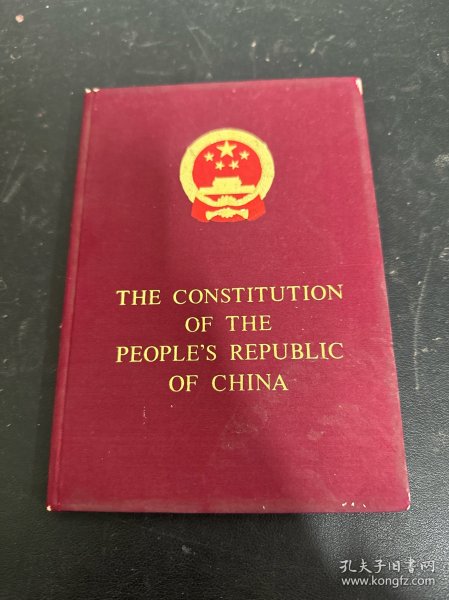 THE CONSTITUTION
OF THE
PEOPLE'S REPUBLIC
OF CHINA
孔夫子旧书网
www.kongfz.com